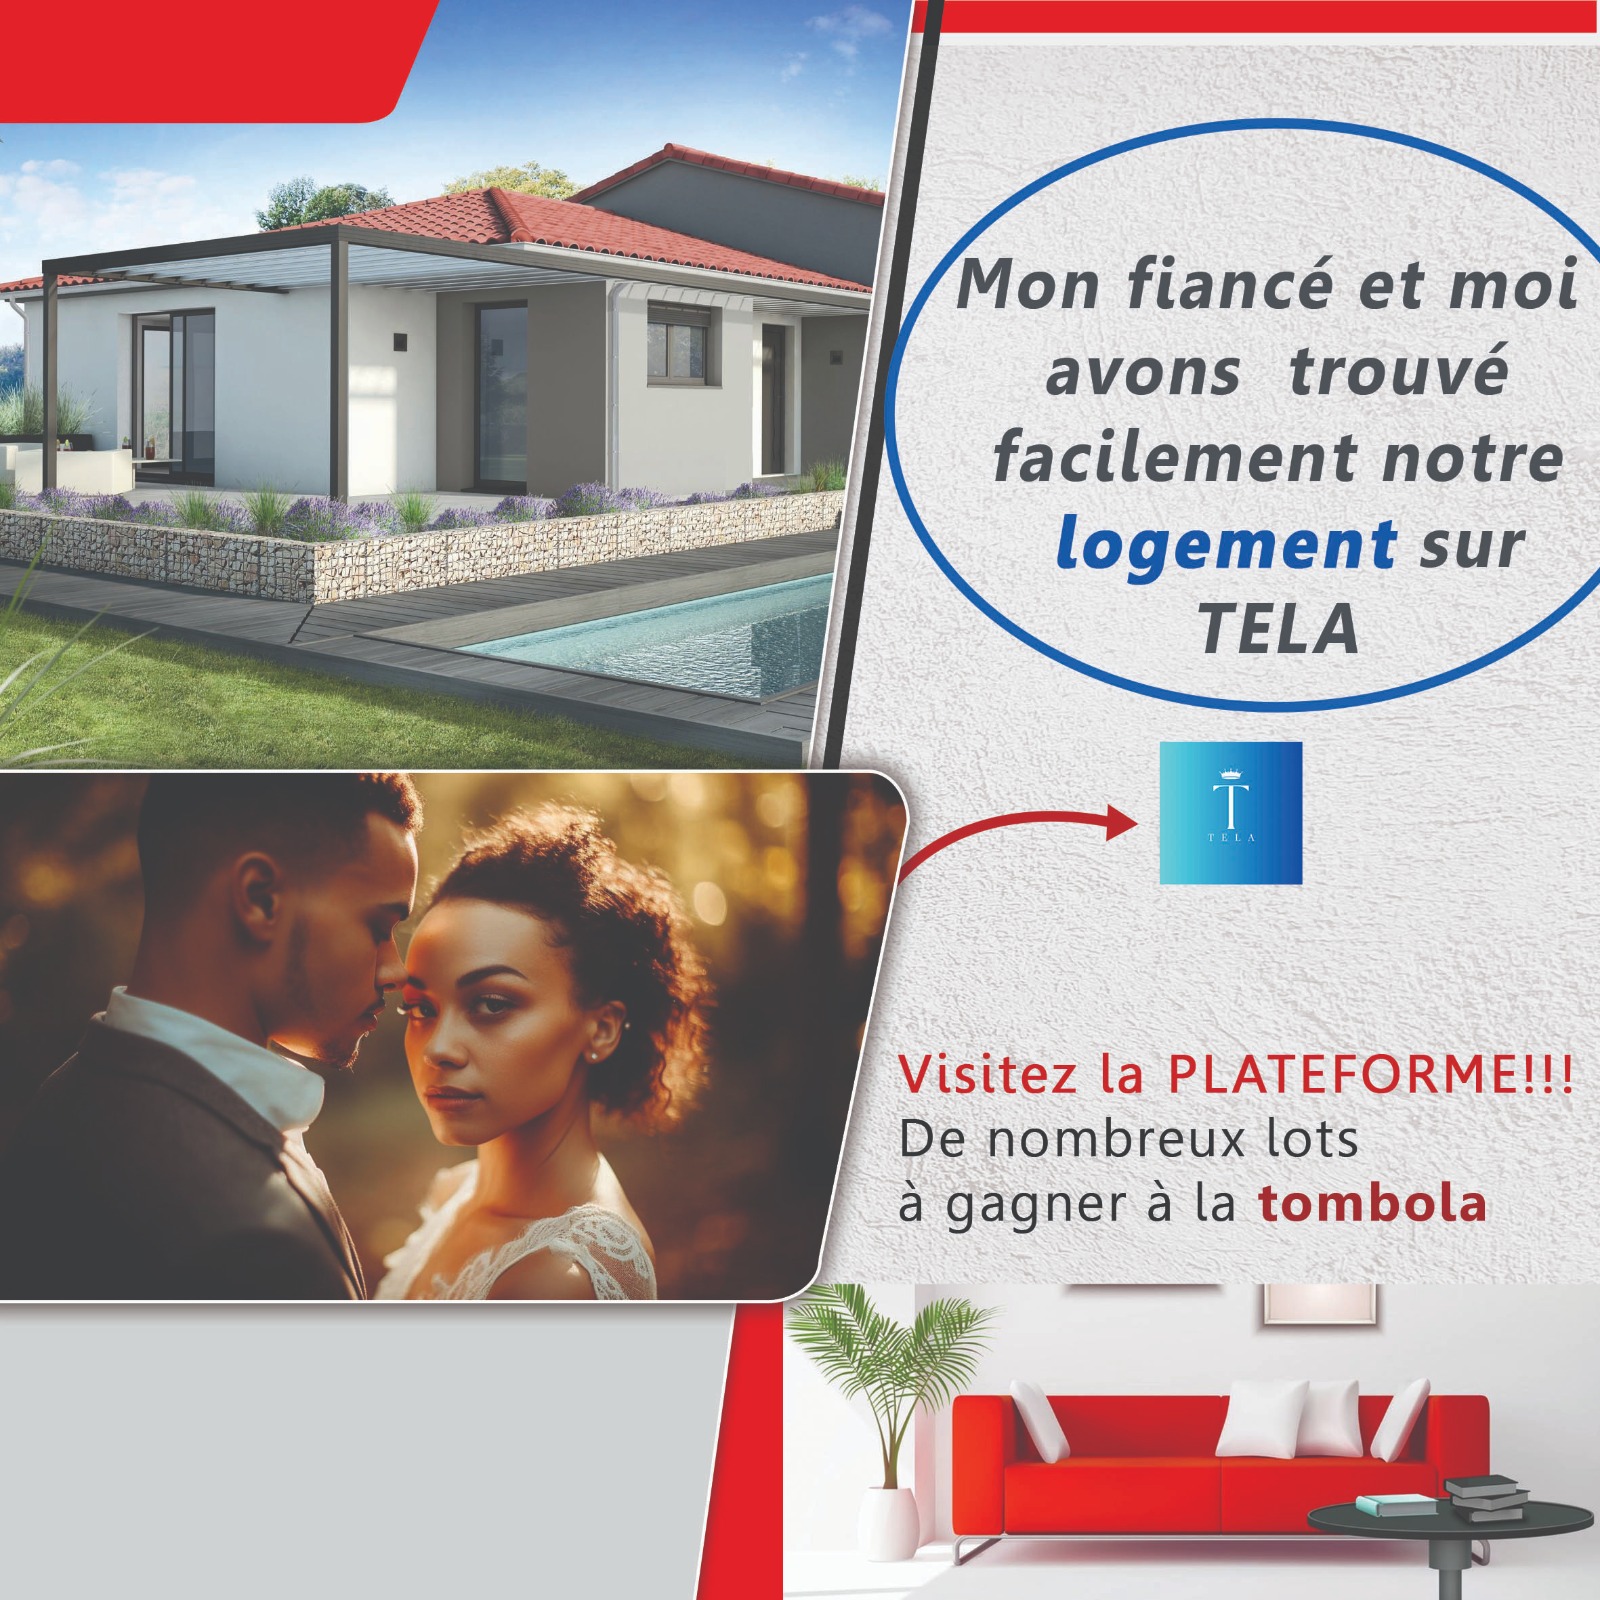 Mon fiancé et moi
avons trouvé
facilement notre
logement sur
TELA
T
TELA
Visitez la PLATEFORME!!!
De nombreux lots
à gagner à la tombola